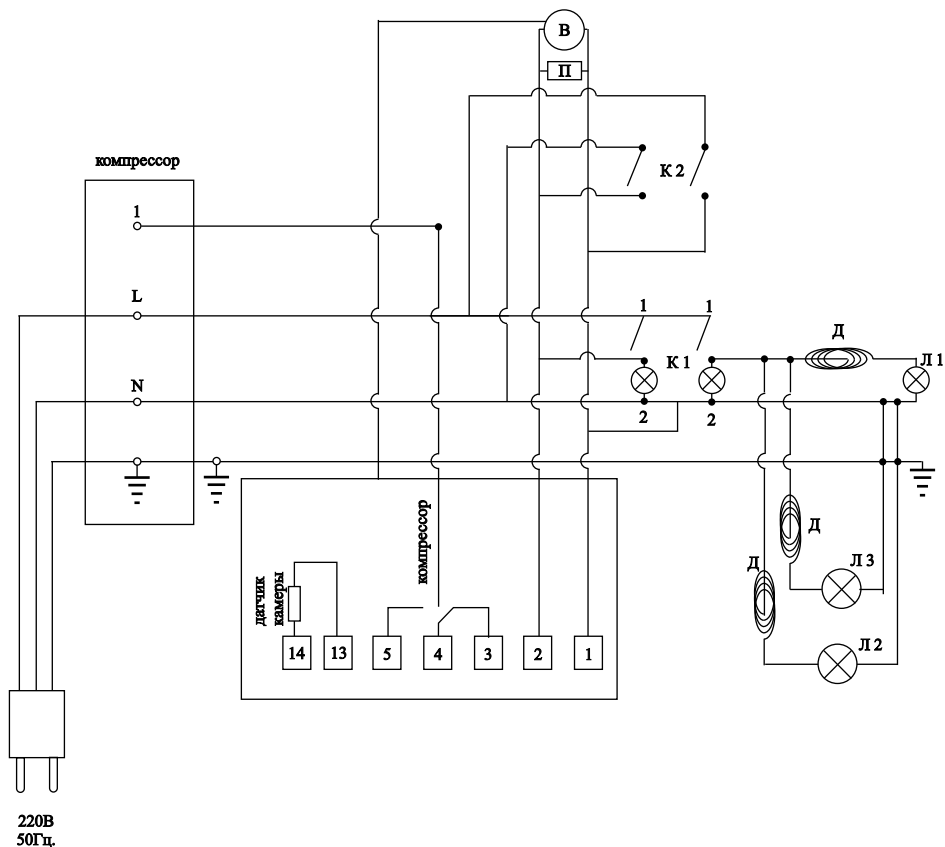 В
П
К 2
компрессор
1
L
N
1
1
К 1
2
2
Д
Л 1
Д
Л 3
Д
Л 2
компрессор
датчик
камеры
14
13
5
4
3
2
1
220В
50Гц.